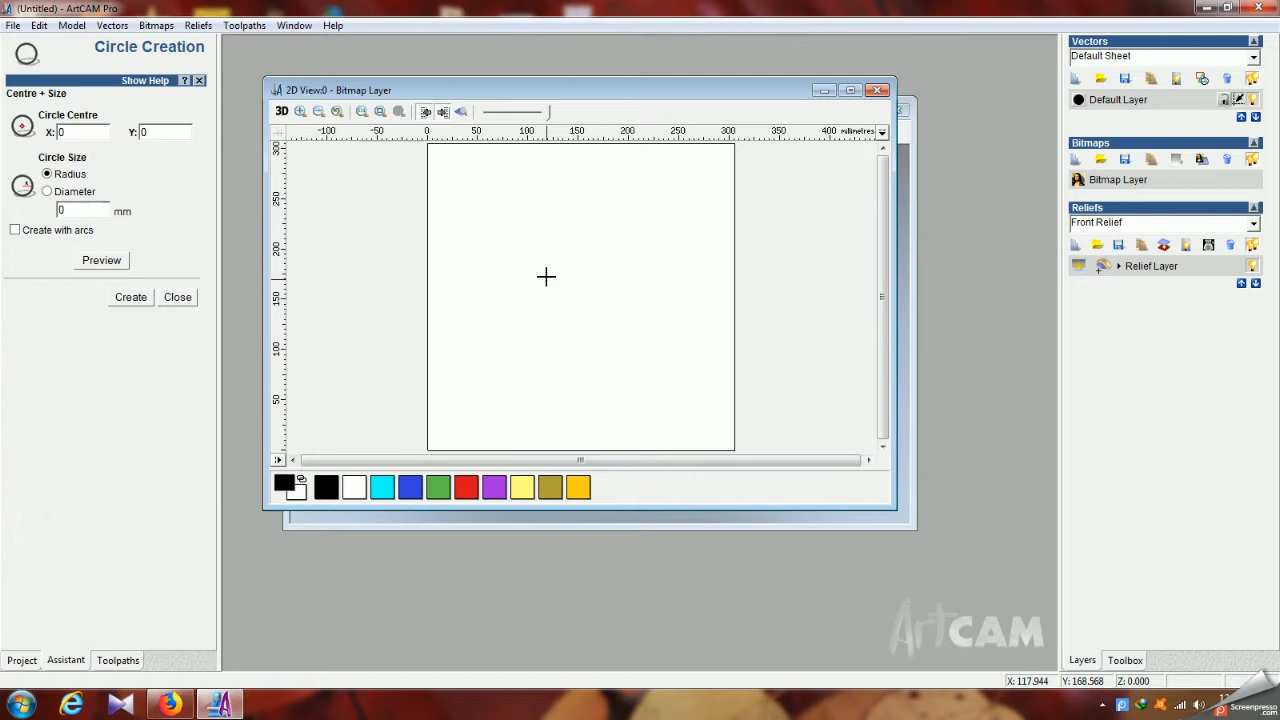 (Untitled) - ArtCAM Pro
File Edit Model Vectors Bitmaps Reliefs Toolpaths Window Help
Circle Creation
Show Help ?
Centre + Size
Circle Centre
X: 0 Y: 0
Circle Size
Radius
Diameter
0 mm
Create with arcs
Preview
Create Close
Project Assistant Toolpaths
2D View:0 - Bitmap Layer
3D
-100 -50 0 50 100 150 200 250 300 350 400 millimetres
300
250
200
150
100
50
ArtCAM
Vectors
Default Sheet
Default Layer
Bitmaps
Bitmap Layer
Reliefs
Front Relief
Relief Layer
Layers Toolbox
X: 117.944 Y: 168.568 Z: 0.000
Screenpresso
.com